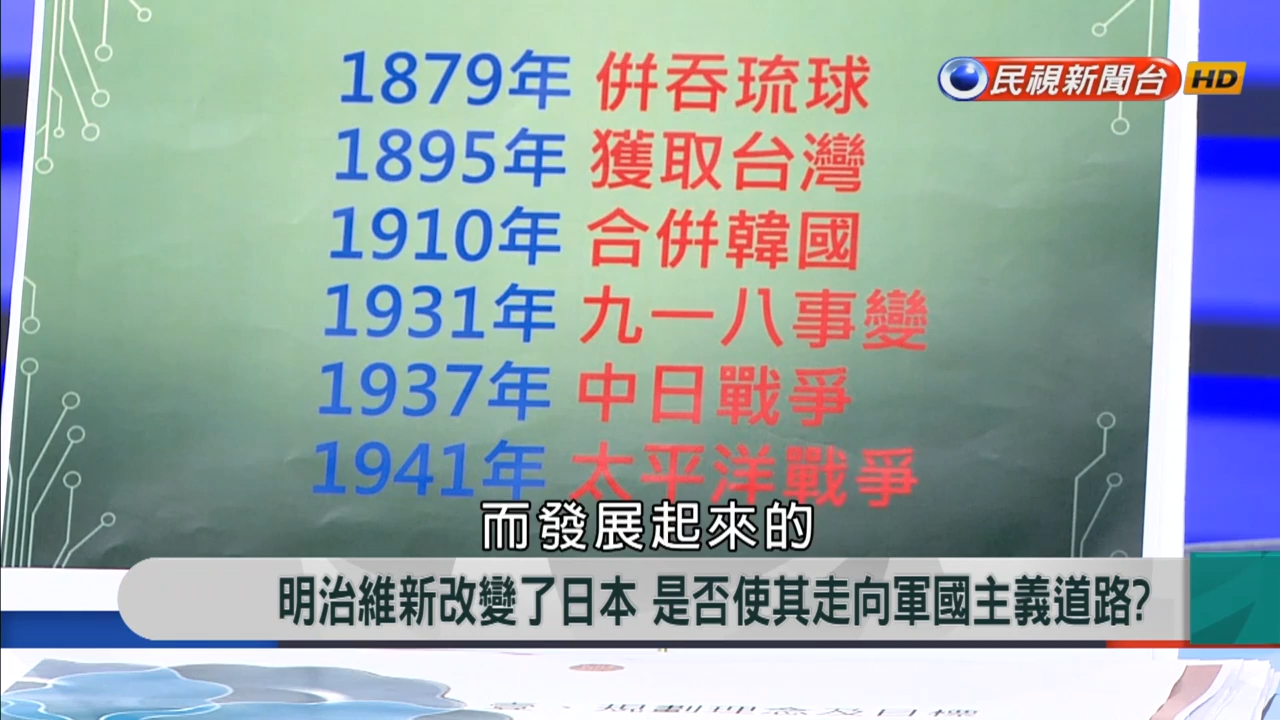 1879年 併吞琉球
民視新聞台 HD
1895年 獲取台灣
1910年 合併韓國
1931年 九一八事變
1937年 中日戰爭
1941年 太平洋戰爭
而發展起來的
明治維新改變了日本 是否使其走向軍國主義道路?